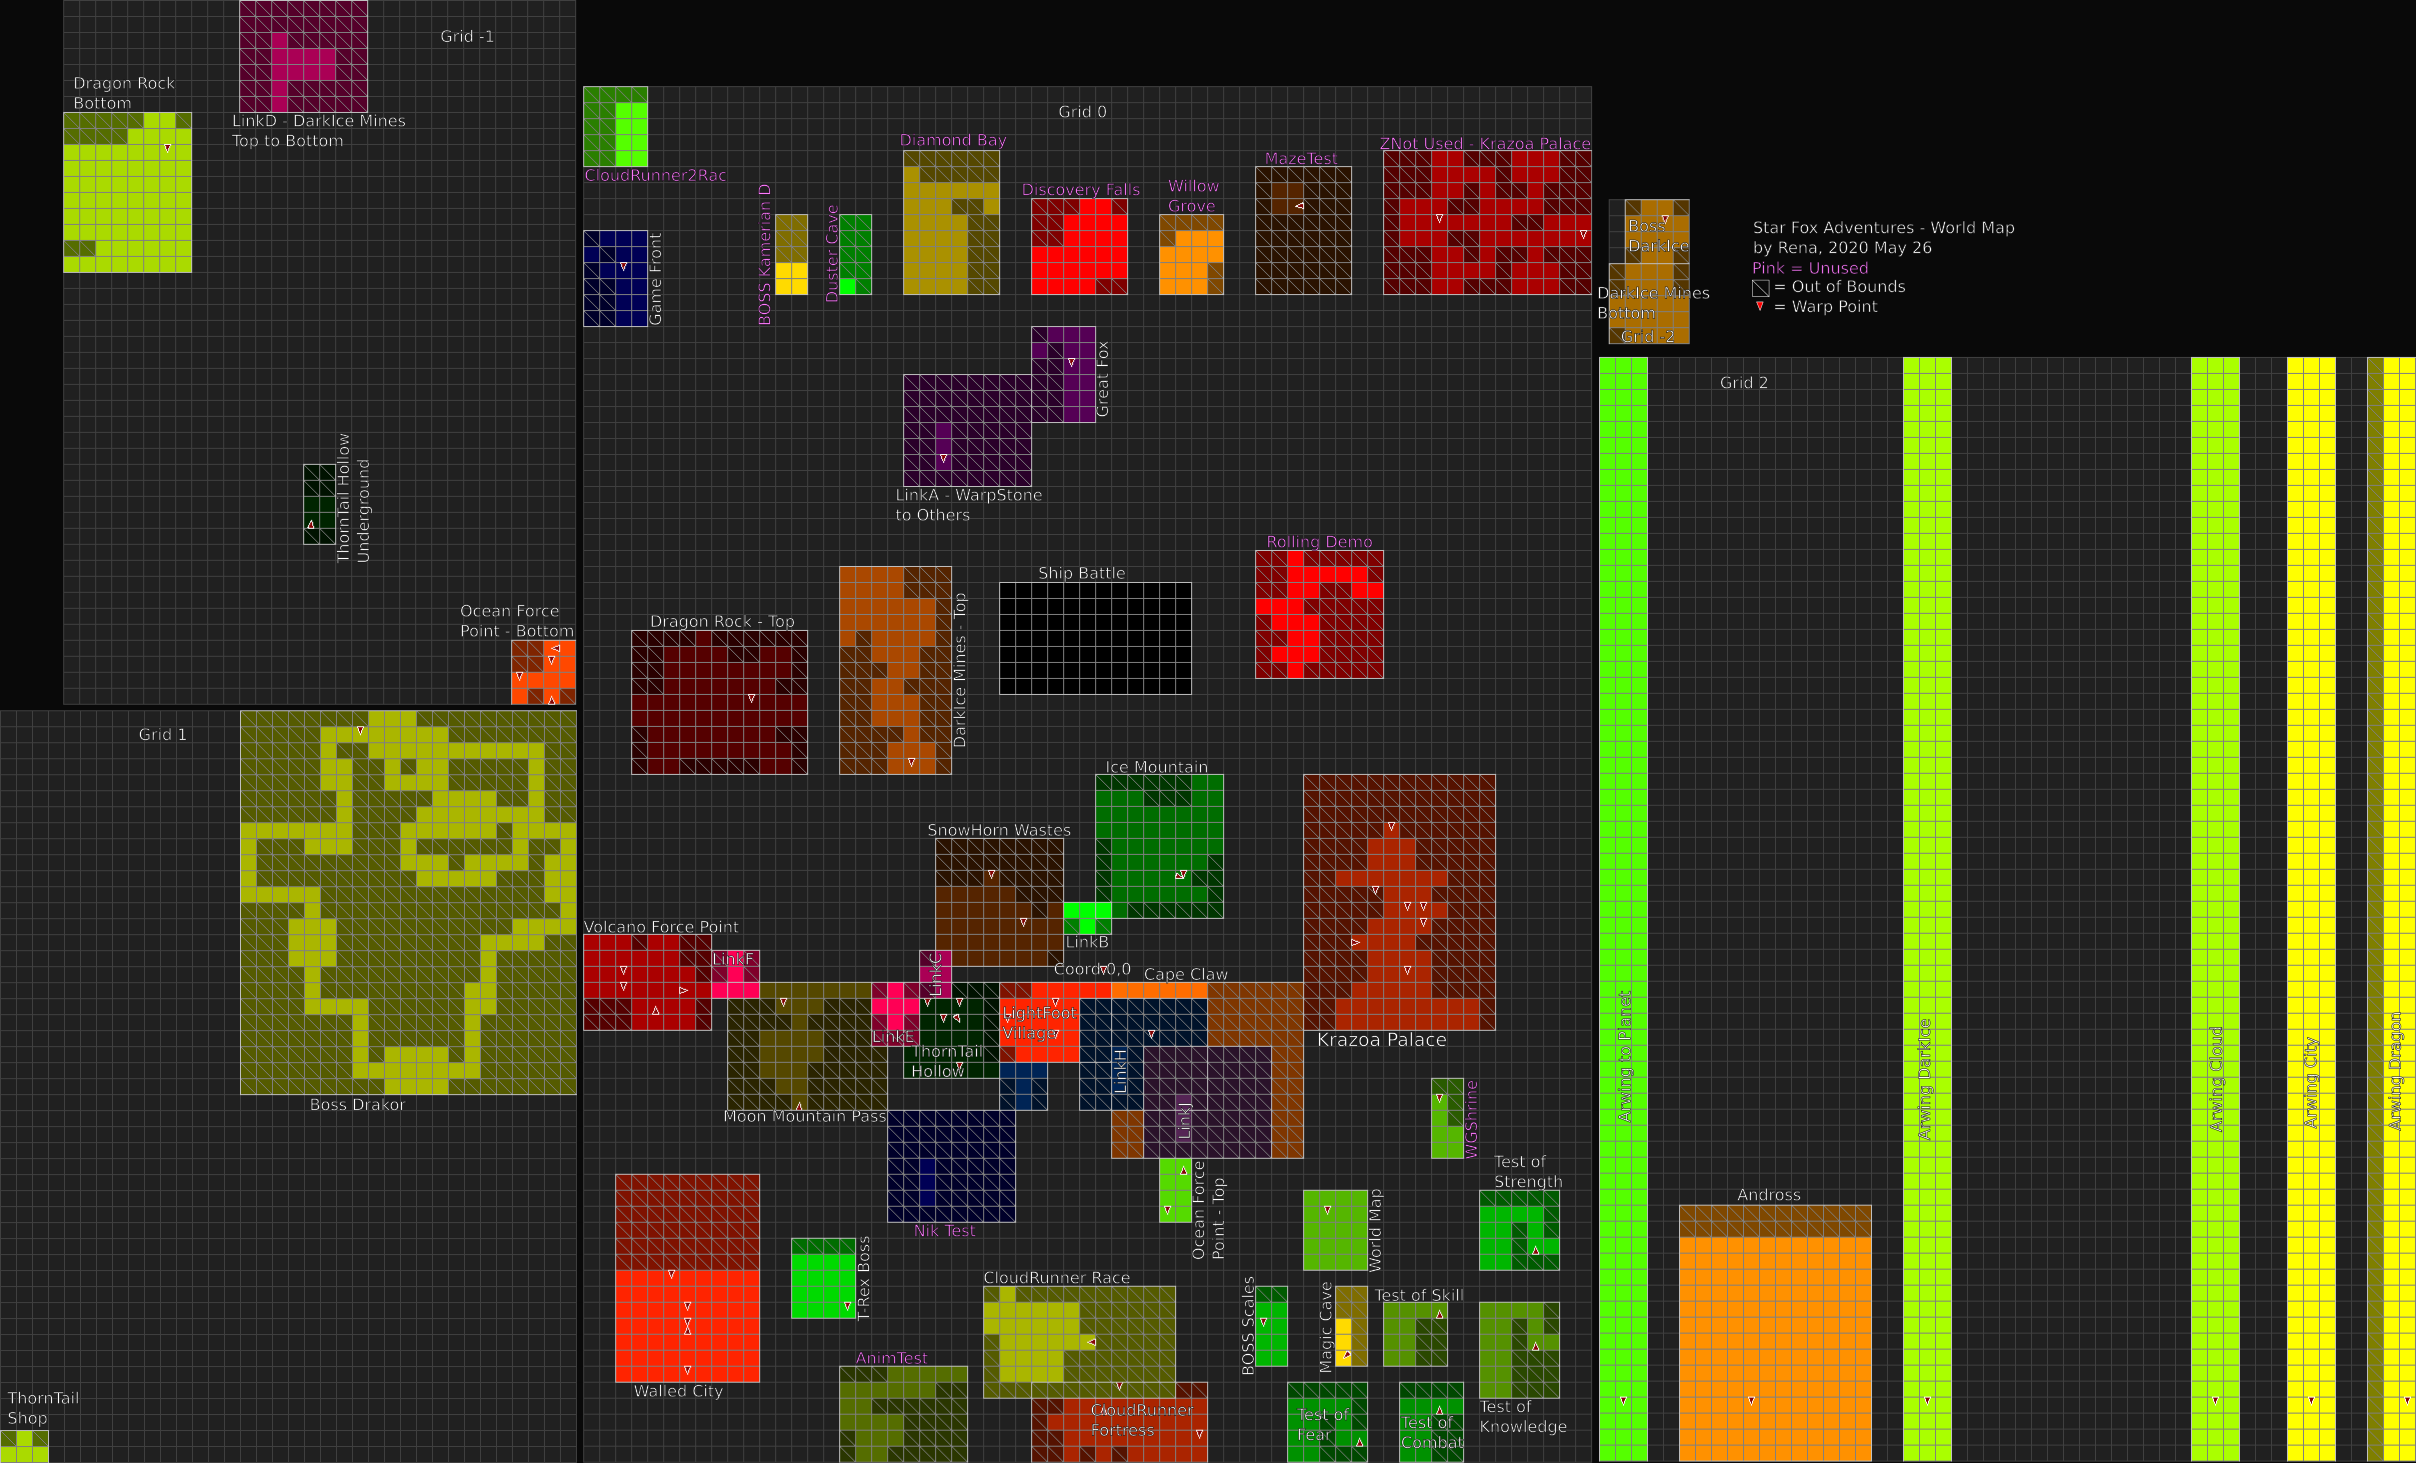 Grid -1
Dragon Rock
Bottom
LinkD - DarkIce Mines
Top to Bottom
ThornTail Hollow
Underground
Ocean Force
Point - Bottom
Grid 0
CloudRunner2Rac
Game Front
BOSS Kamerian D
Duster Cave
Diamond Bay
Discovery Falls
Willow
Grove
MazeTest
ZNot Used - Krazoa Palace
Great Fox
LinkA - WarpStone
to Others
Rolling Demo
Ship Battle
Dragon Rock - Top
DarkIce Mines - Top
Ice Mountain
SnowHorn Wastes
LinkB
Volcano Force Point
LinkF
LinkC
Coord 0,0
Cape Claw
LinkE
LightFoot
Village
ThornTail
Hollow
LinkH
LinkJ
Krazoa Palace
Moon Mountain Pass
WGShrine
Nik Test
Ocean Force
Point - Top
World Map
Test of
Strength
Walled City
T-Rex Boss
CloudRunner Race
BOSS Scales
Magic Cave
Test of Skill
AnimTest
CloudRunner
Fortress
Test of
Fear
Test of
Combat
Test of
Knowledge
Grid 1
Boss Drakor
ThornTail
Shop
Boss
DarkIce
DarkIce Mines
Bottom
Grid -2
Star Fox Adventures - World Map
by Rena, 2020 May 26
Pink = Unused
= Out of Bounds
= Warp Point
Grid 2
Arwing to Planet
Andross
Arwing Darkice
Arwing Cloud
Arwing City
Arwing Dragon